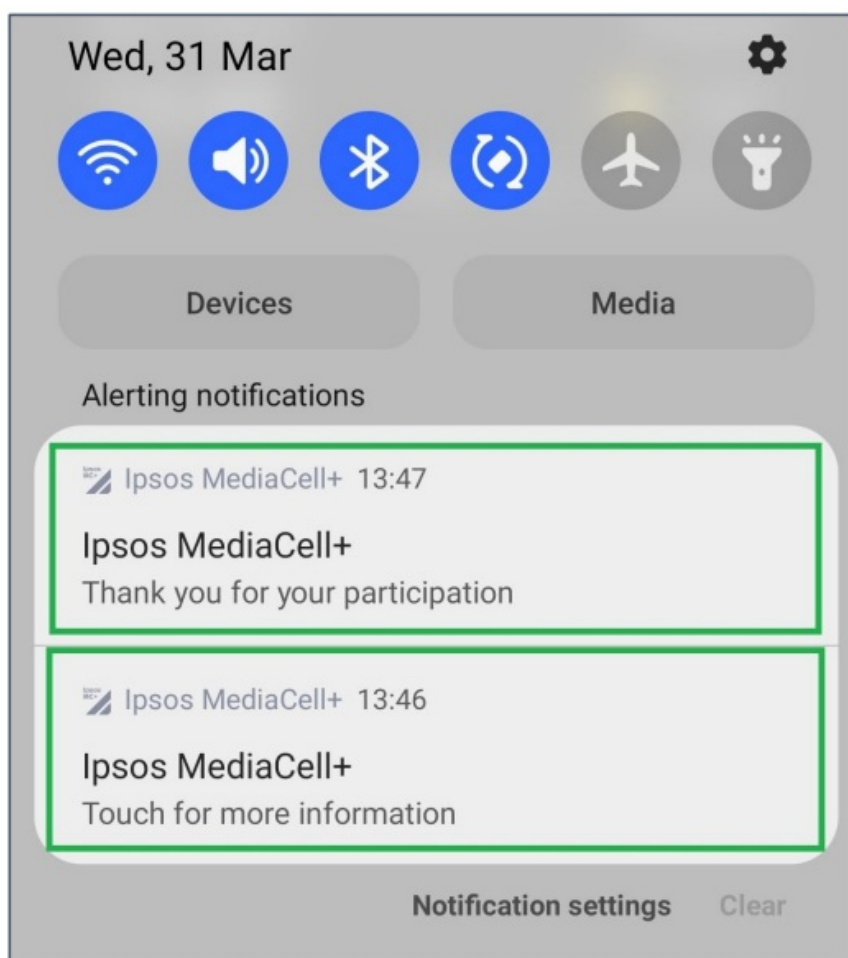 Wed, 31 Mar
Devices
Media
Alerting notifications
Ipsos MediaCell+ 13:47
Ipsos MediaCell+
Thank you for your participation
Ipsos MediaCell+ 13:46
Ipsos MediaCell+
Touch for more information
Notification settings
Clear